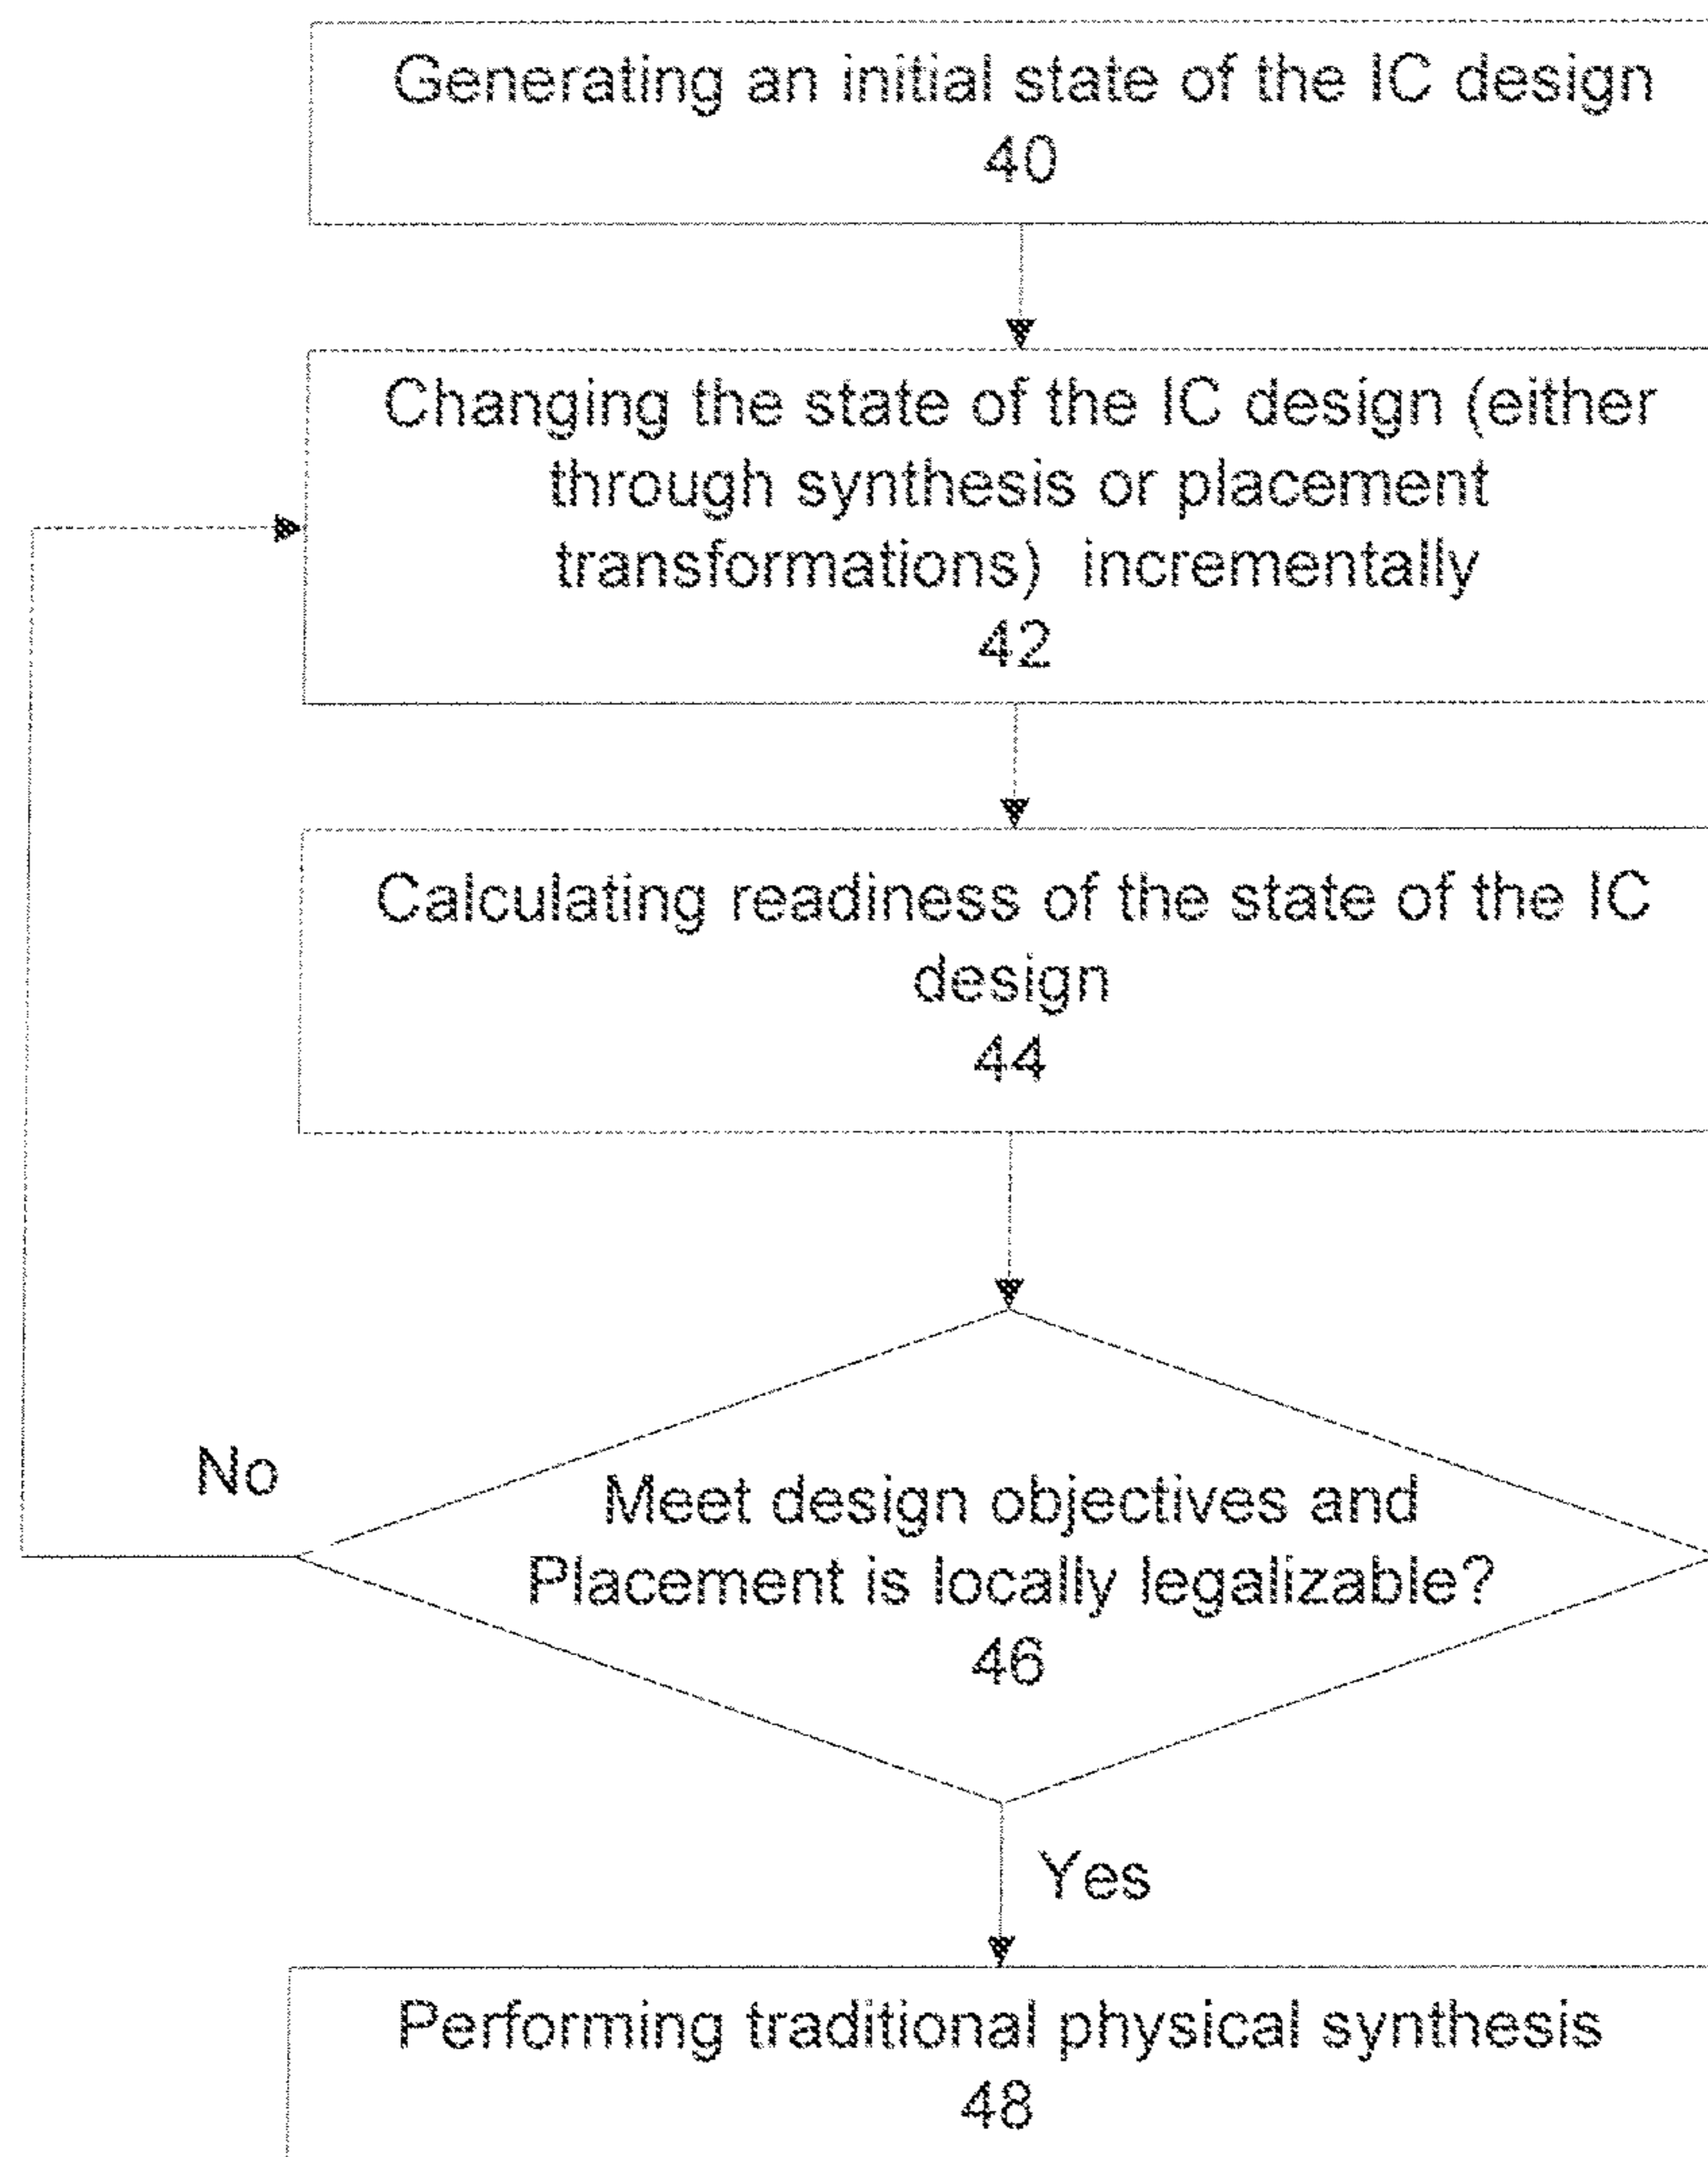 Generating an initial state of the IC design
40
Changing the state of the IC design (either
through synthesis or placement
transformations) incrementally
42
Calculating readiness of the state of the IC
design
44
No
Meet design objectives and
Placement is locally legalizable?
46
Yes
Performing traditional physical synthesis
48